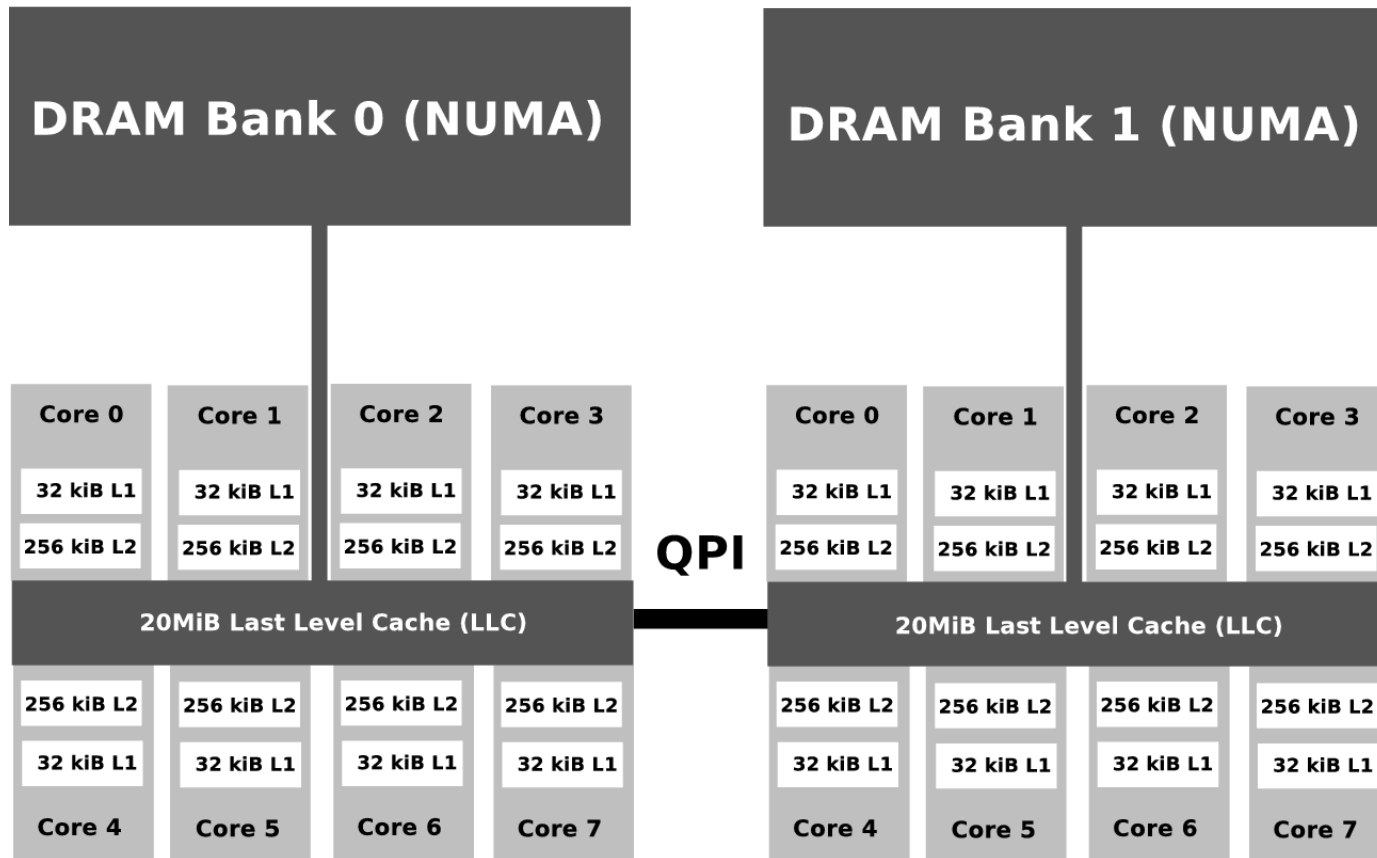 DRAM Bank 0 (NUMA)
DRAM Bank 1 (NUMA)
Core 0
Core 1
Core 2
Core 3
32 kiB L1
32 kiB L1
32 kiB L1
32 kiB L1
256 kiB L2
256 kiB L2
256 kiB L2
256 kiB L2
20MiB Last Level Cache (LLC)
256 kiB L2
256 kiB L2
256 kiB L2
256 kiB L2
32 kiB L1
32 kiB L1
32 kiB L1
32 kiB L1
Core 4
Core 5
Core 6
Core 7
QPI
Core 0
Core 1
Core 2
Core 3
32 kiB L1
32 kiB L1
32 kiB L1
32 kiB L1
256 kiB L2
256 kiB L2
256 kiB L2
256 kiB L2
20MiB Last Level Cache (LLC)
256 kiB L2
256 kiB L2
256 kiB L2
256 kiB L2
32 kiB L1
32 kiB L1
32 kiB L1
32 kiB L1
Core 4
Core 5
Core 6
Core 7